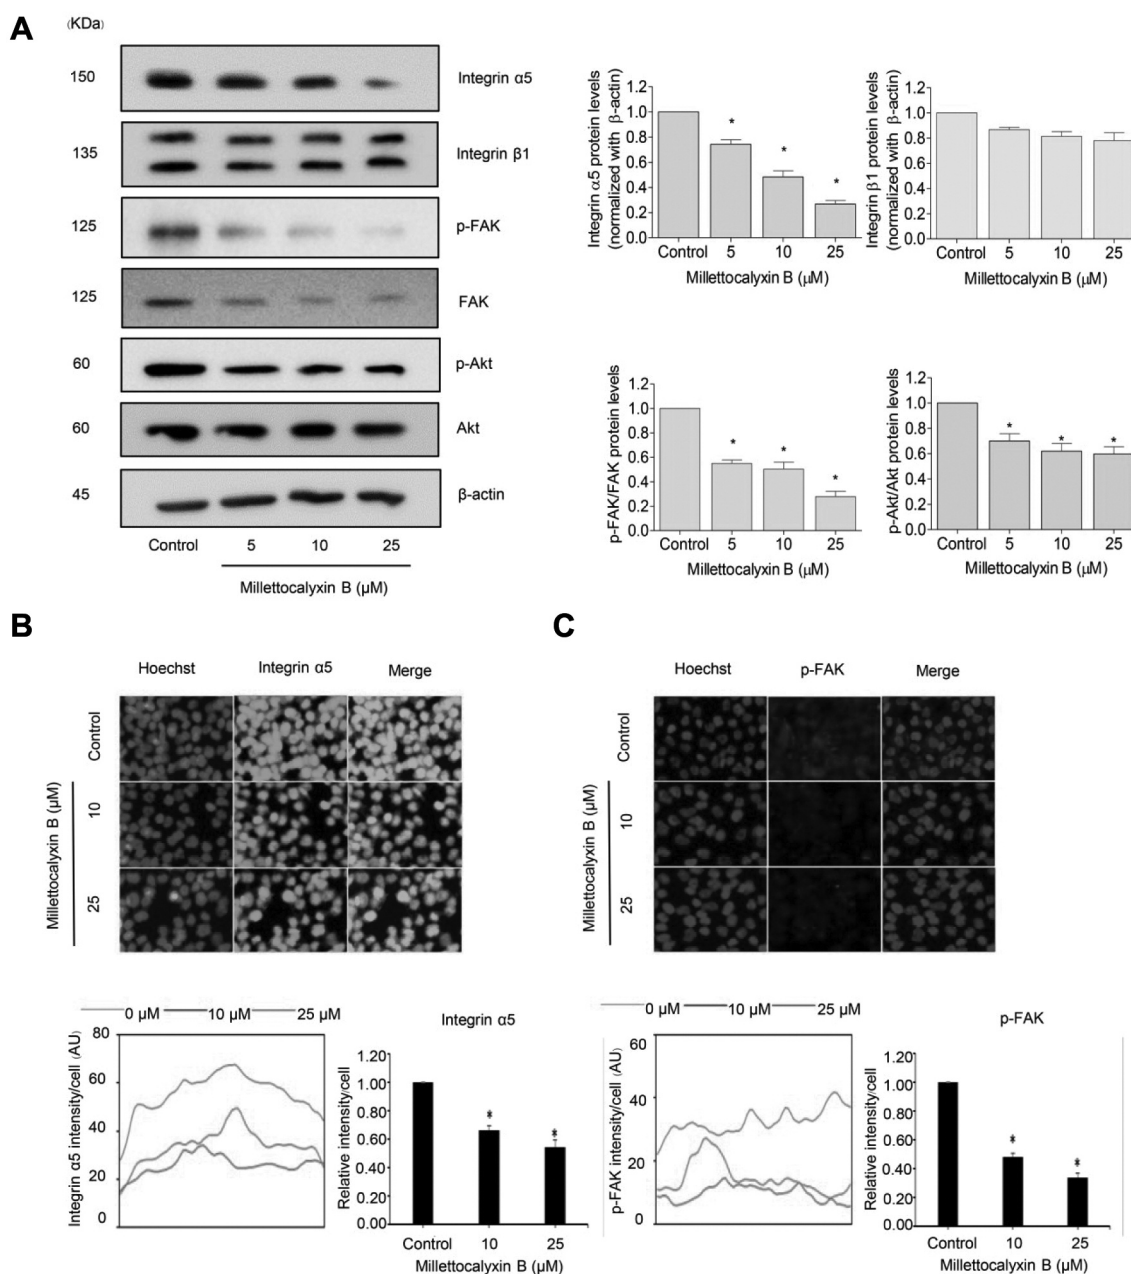 A
(KDa)
150
Integrin α5
135
Integrin β1
125
p-FAK
125
FAK
60
p-Akt
60
Akt
45
β-actin
Control
5
10
25
Millettocalyxin B (μM)
Integrin α5 protein levels
(normalized with β-actin)
1.2
1.0
0.8
0.6
0.4
0.2
0.0
*
*
*
Control
5
10
25
Millettocalyxin B (μM)
Integrin β1 protein levels
(normalized with β-actin)
1.2
1.0
0.8
0.6
0.4
0.2
0.0
Control
5
10
25
Millettocalyxin B (μM)
p-FAK/FAK protein levels
1.2
1.0
0.8
0.6
0.4
0.2
0.0
*
*
*
Control
5
10
25
Millettocalyxin B (μM)
p-Akt/Akt protein levels
1.2
1.0
0.8
0.6
0.4
0.2
0.0
*
*
*
Control
5
10
25
Millettocalyxin B (μM)
B
Hoechst
Integrin α5
Merge
Control
10
25
Millettocalyxin B (μM)
0 μM
10 μM
25 μM
Integrin α5 intensity/cell (AU)
80
60
40
20
0
Integrin α5
Relative intensity/cell
1.20
1.00
0.80
0.60
0.40
0.20
0.00
*
*
Control
10
25
Millettocalyxin B (μM)
C
Hoechst
p-FAK
Merge
Control
10
25
Millettocalyxin B (μM)
0 μM
10 μM
25 μM
p-FAK intensity/cell (AU)
60
40
20
0
p-FAK
Relative intensity/cell
1.20
1.00
0.80
0.60
0.40
0.20
0.00
*
*
Control
10
25
Millettocalyxin B (μM)